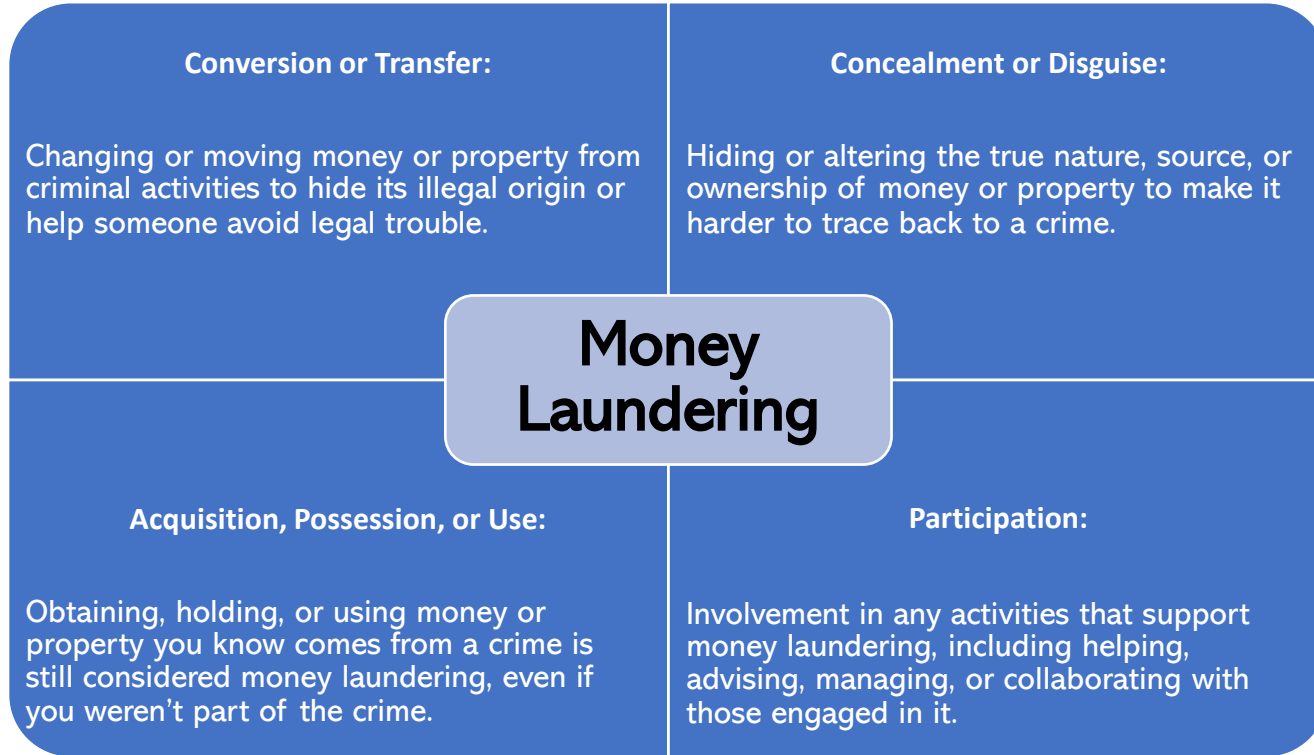 Conversion or Transfer:
Changing or moving money or property from
criminal activities to hide its illegal origin or
help someone avoid legal trouble.
Concealment or Disguise:
Hiding or altering the true nature, source, or
ownership of money or property to make it
harder to trace back to a crime.
Money
Laundering
Acquisition, Possession, or Use:
Obtaining, holding, or using money or
property you know comes from a crime is
still considered money laundering, even if
you weren’t part of the crime.
Participation:
Involvement in any activities that support
money laundering, including helping,
advising, managing, or collaborating with
those engaged in it.